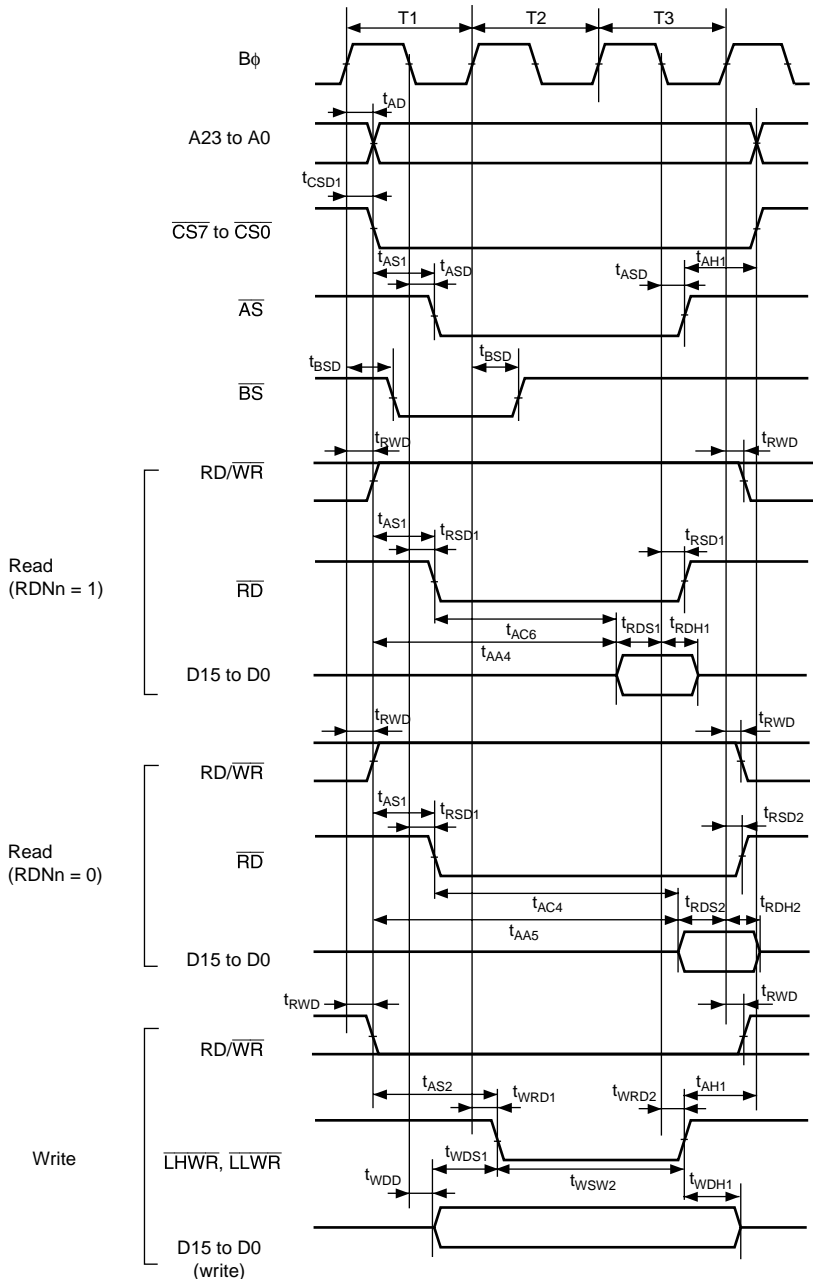 T1 T2 T3
Bφ
tAD
A23 to A0
tCSD1
CS7 to CS0
tAS1 tASD tASD tAH1
AS
tBSD tBSD
BS
tRWD tRWD
RD/WR
tAS1 tRSD1 tRSD1
Read
(RDNn = 1)
RD
tAC6 tRDS1 tRDH1
tAA4
D15 to D0
tRWD tRWD
RD/WR
tAS1 tRSD1 tRSD2
Read
(RDNn = 0)
RD
tAC4 tRDS2 tRDH2
tAA5
D15 to D0
tRWD tRWD
RD/WR
tAS2 tWRD1 tWRD2 tAH1
Write
LHWR, LLWR
tWDD tWDS1 tWSW2 tWDH1
D15 to D0
(write)